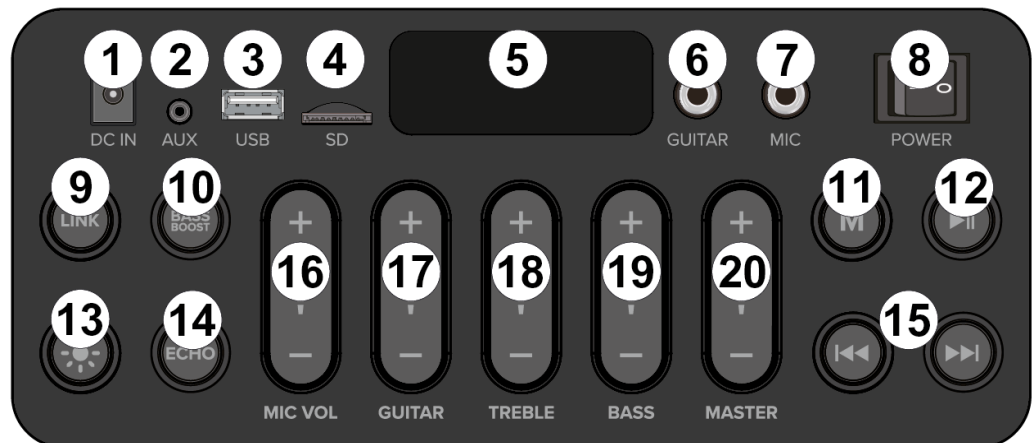 1 2 3 4 5 6 7 8
DC IN AUX USB SD GUITAR MIC POWER
9 10 11 12
LINK BASS BOOST M
16 17 18 19 20
+ + + + +
13 14 15
ECHO
- - - - -
MIC VOL GUITAR TREBLE BASS MASTER